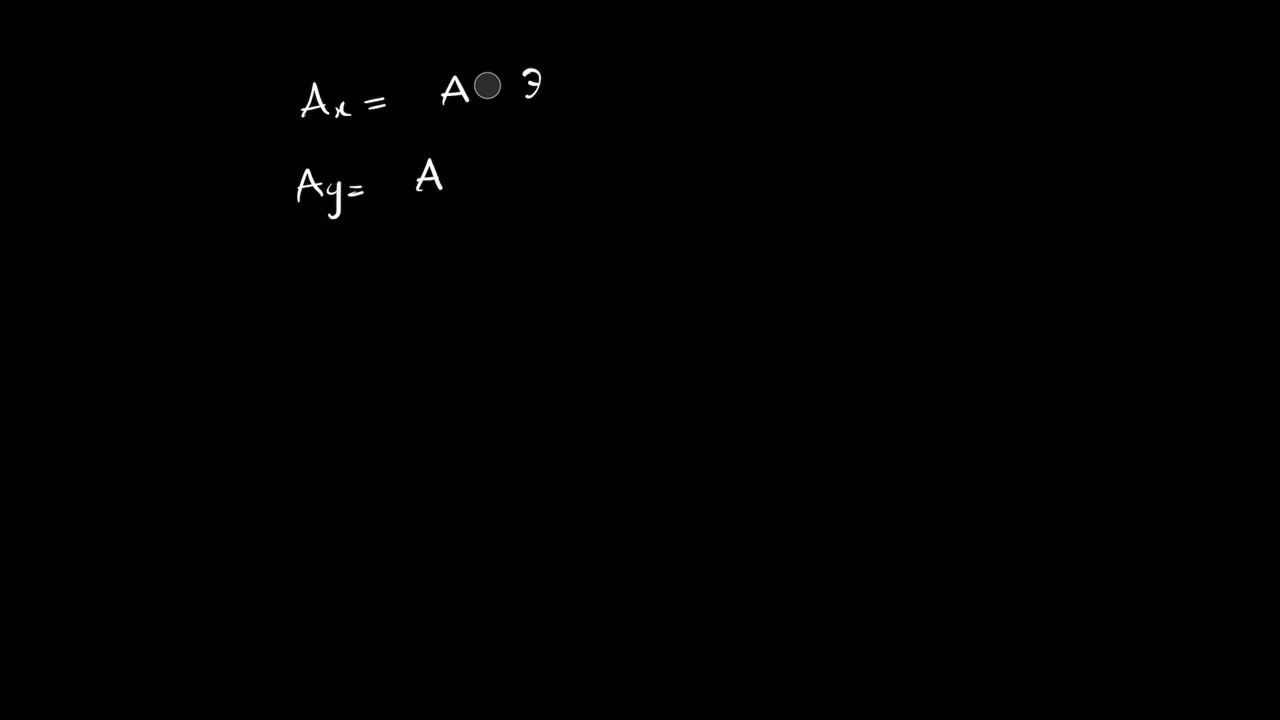 Ax = A
Ay = A